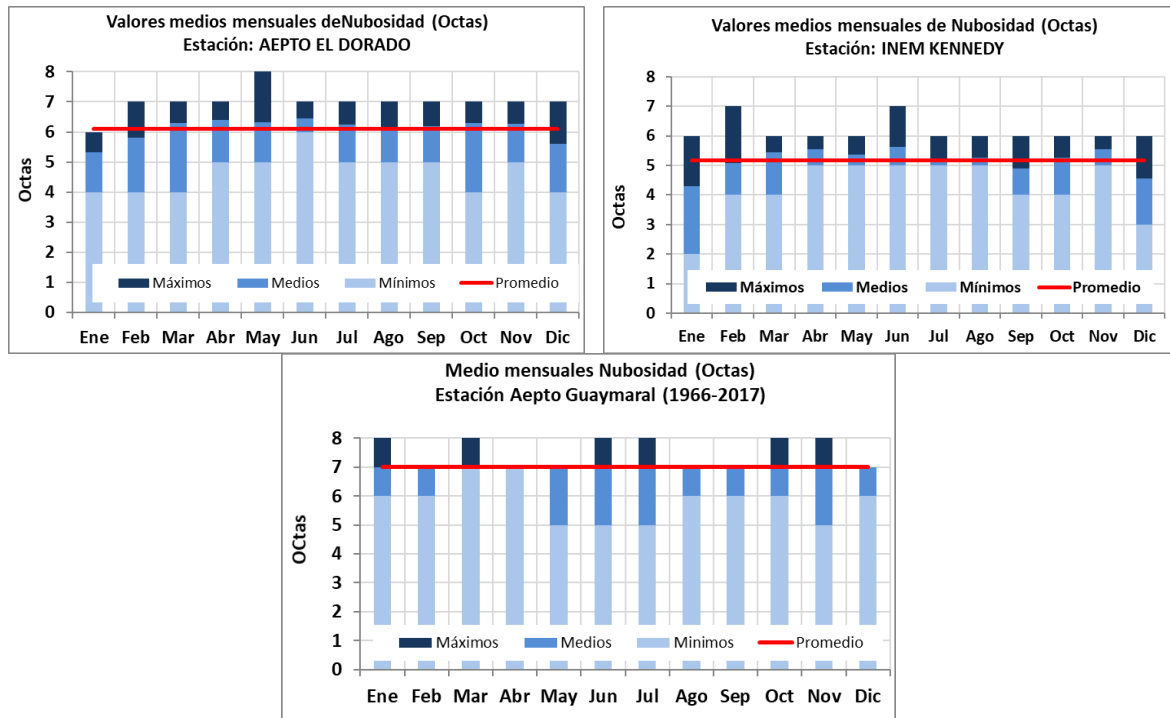 Valores medios mensuales deNubosidad (Octas)
Estación: AEPTO EL DORADO
Octas
8
7
6
5
4
3
2
1
0
Máximos Medios Mínimos Promedio
Ene Feb Mar Abr May Jun Jul Ago Sep Oct Nov Dic
Valores medios mensuales de Nubosidad (Octas)
Estación: INEM KENNEDY
Octas
8
7
6
5
4
3
2
1
0
Máximos Medios Mínimos Promedio
Ene Feb Mar Abr May Jun Jul Ago Sep Oct Nov Dic
Medio mensuales Nubosidad (Octas)
Estación Aepto Guaymaral (1966-2017)
OCtas
8
7
6
5
4
3
2
1
0
Máximos Medios Minimos Promedio
Ene Feb Mar Abr May Jun Jul Ago Sep Oct Nov Dic